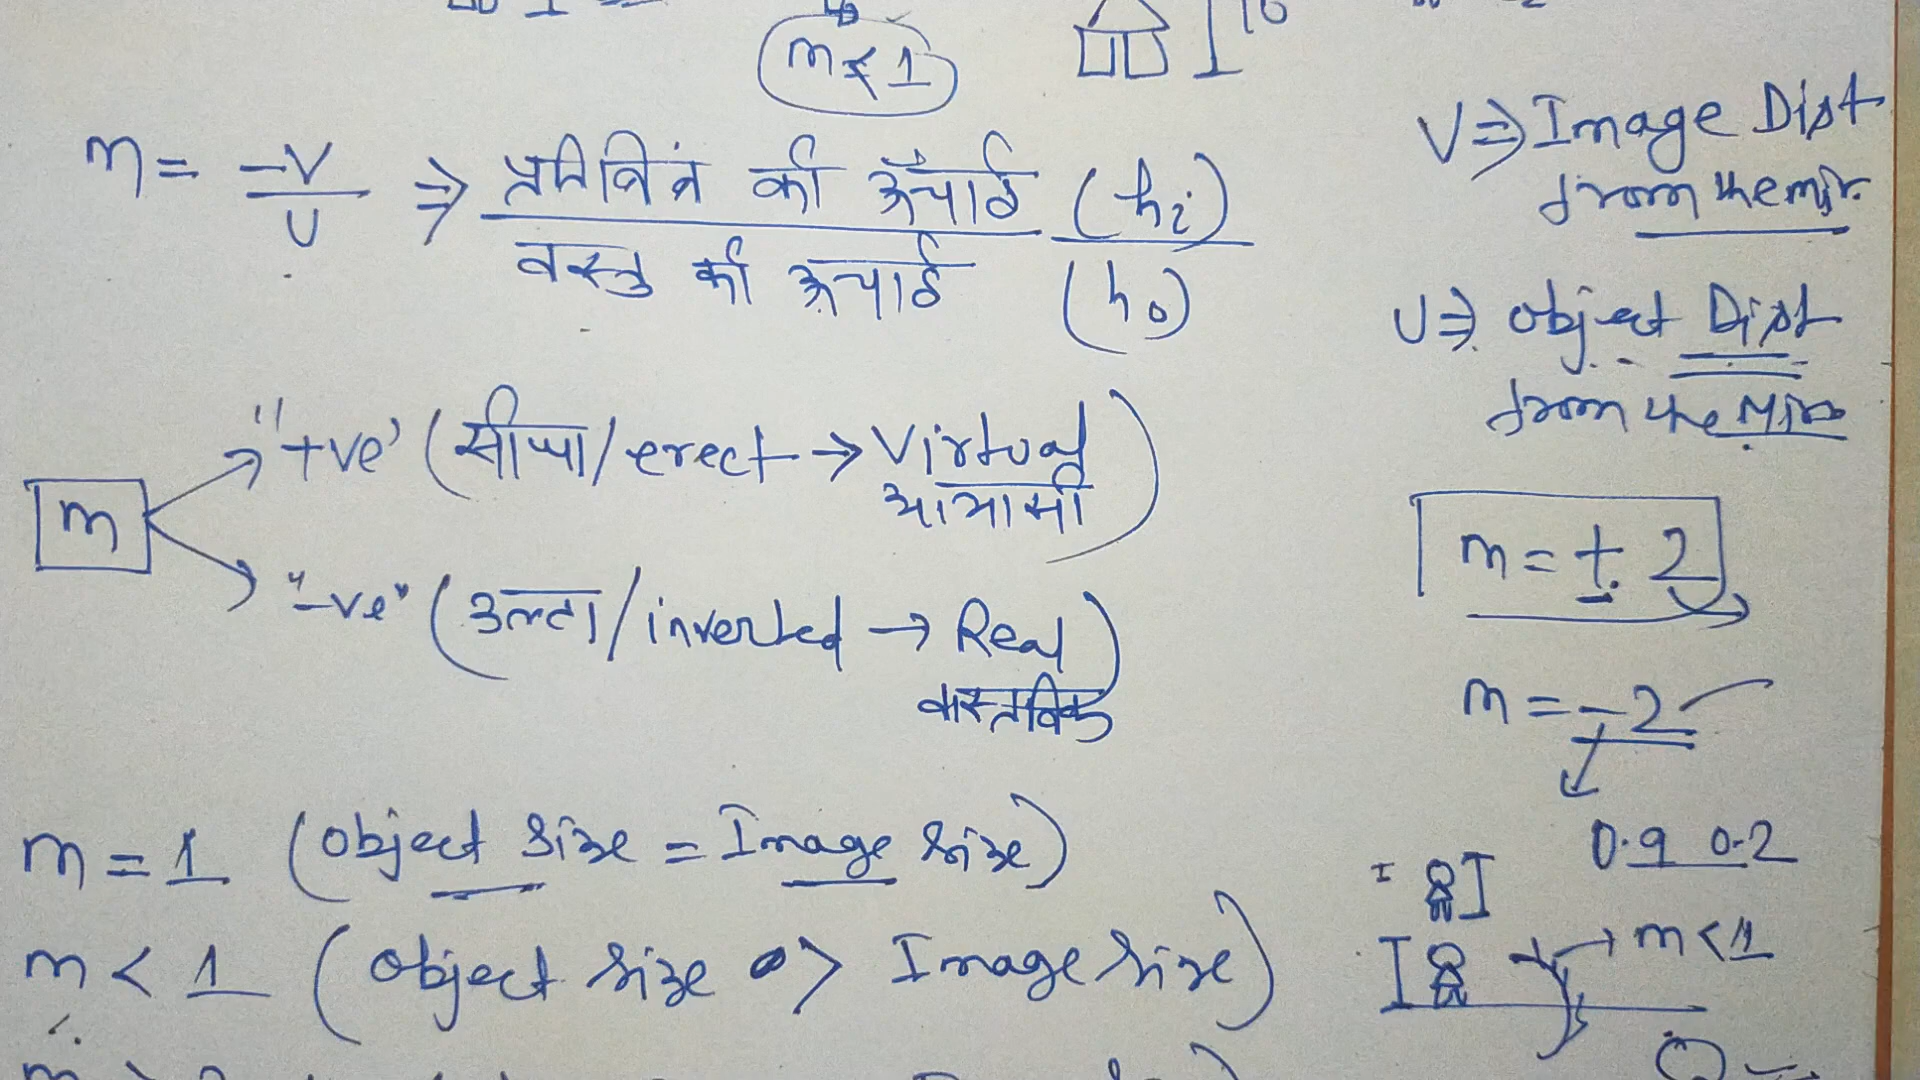 m < 1
m = -V / U ⇒ प्रतिबिंब की ऊँचाई (hi) / वस्तु की ऊचाई (ho)
V ⇒ Image Dist
from the mir.
U ⇒ Object Dist
from the Mirr
m
"+ve" (सीधा/erect → Virtual
आभासी)
"-ve" (उल्टा/inverted → Real
वास्तविक)
m = + 2
m = -2
m = 1 (Object size = Image size)
0.9 0.2
m < 1 (Object size > Image size)
m < 1